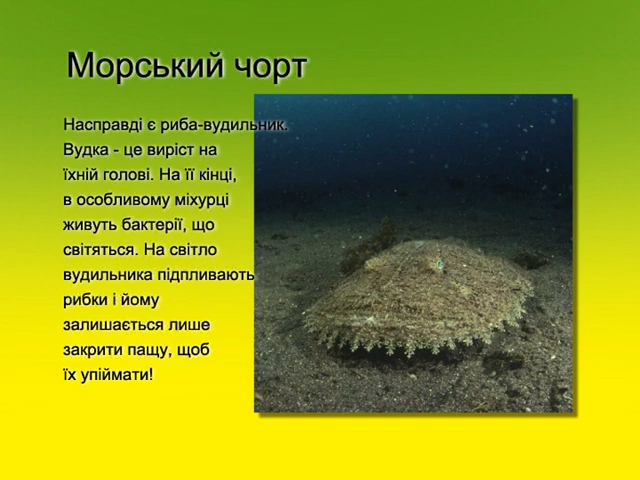 Морський чорт
Насправді є риба-вудильник.
Вудка - це виріст на
їхній голові. На її кінці,
в особливому міхурці
живуть бактерії, що
світяться. На світло
вудильника підпливають
рибки і йому
залишається лише
закрити пащу, щоб
їх упіймати!